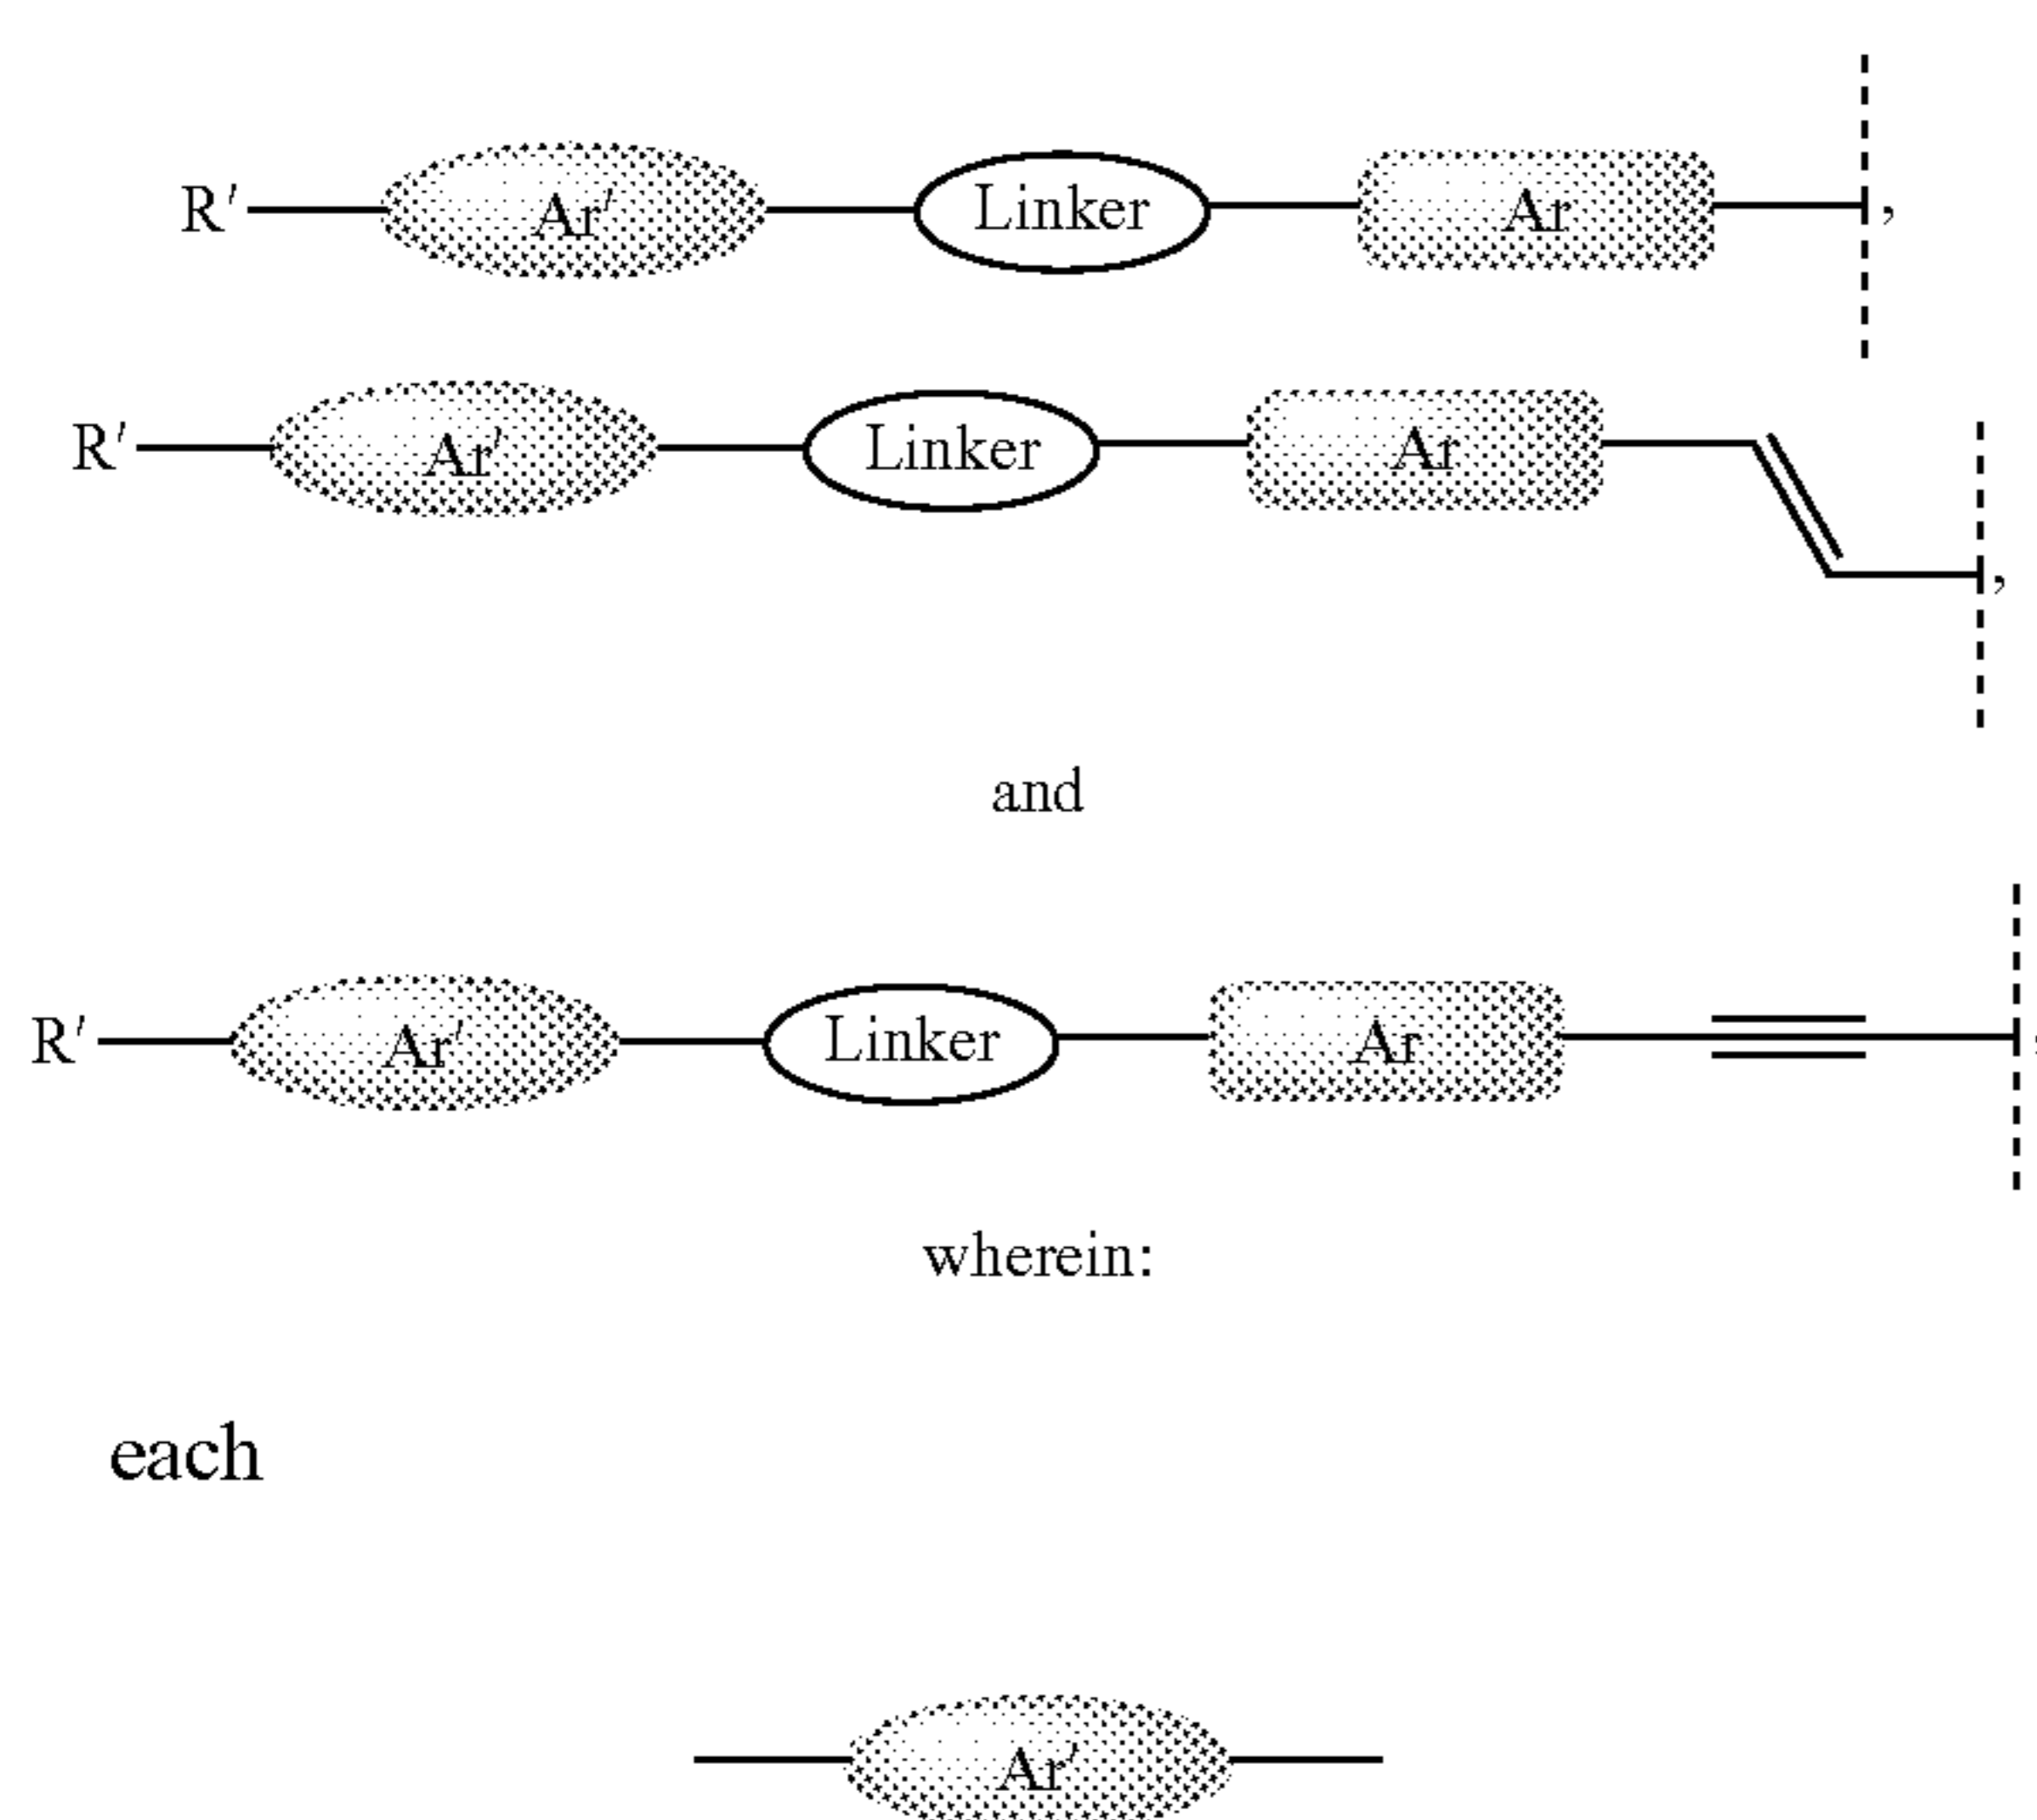 R' Ar' Linker Ar ,
R' Ar' Linker Ar ,
and
R' Ar' Linker Ar ,
wherein:
each
Ar'